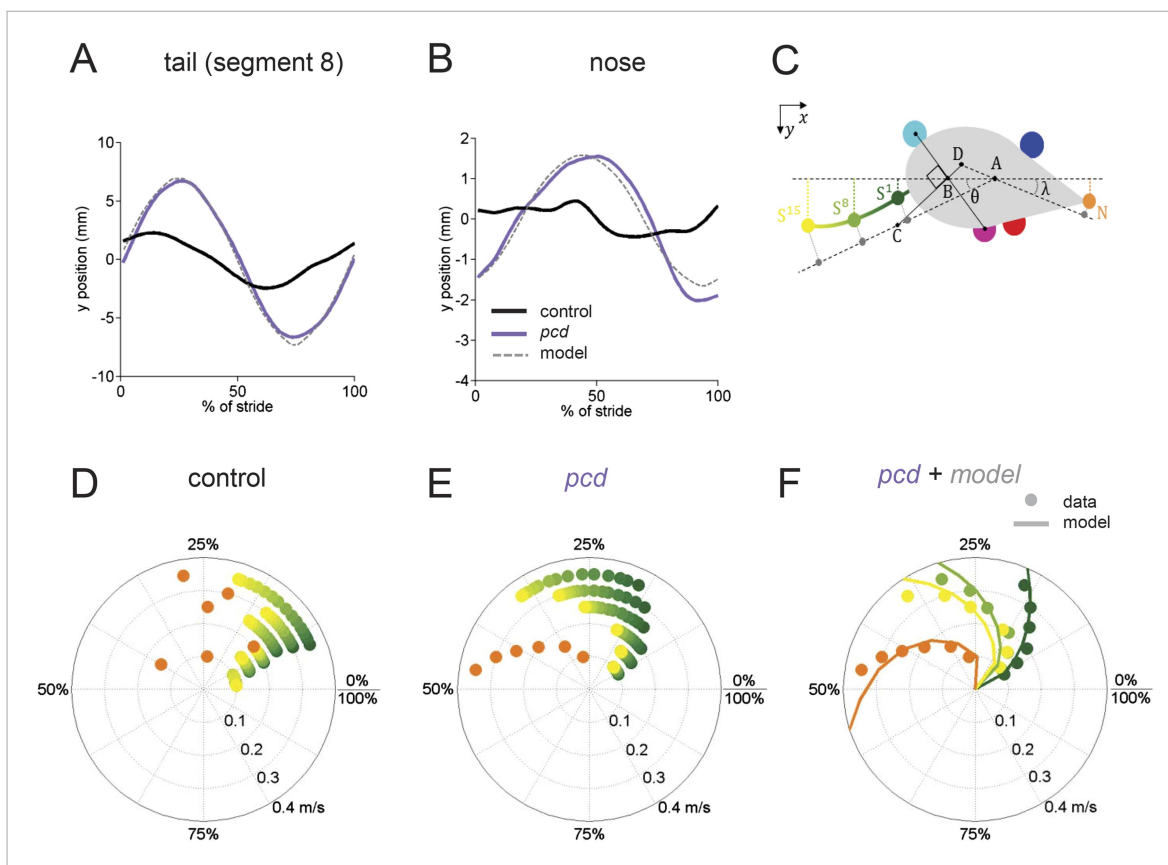 A
tail (segment 8)
y position (mm)
10
5
0
-5
-10
0
50
100
% of stride
B
nose
y position (mm)
2
1
0
-1
-2
-3
-4
control
pcd
model
0
50
100
% of stride
C
x
y
D
A
S¹
S⁸
S¹⁵
B
θ
λ
N
C
D
control
25%
50%
0%
100%
0.1
0.2
0.3
0.4 m/s
75%
E
pcd
25%
50%
0%
100%
0.1
0.2
0.3
0.4 m/s
75%
F
pcd + model
data
model
25%
50%
0%
100%
0.1
0.2
0.3
0.4 m/s
75%